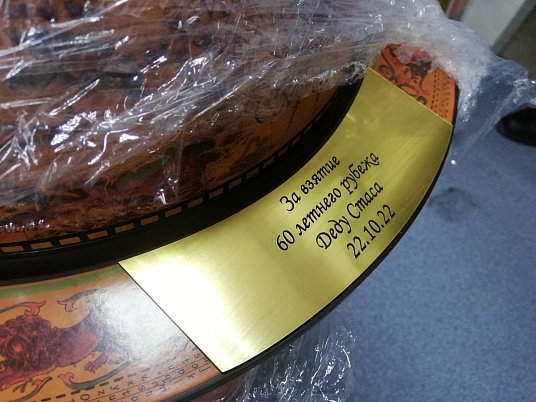 За взятие
60 летнего рубежа
Деду Стаса
22.10.22